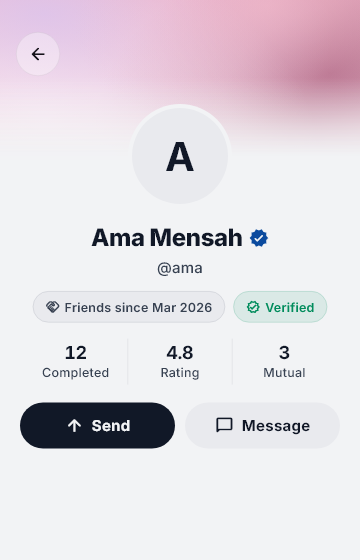 A
Ama Mensah
@ama
Friends since Mar 2026
Verified
12
4.8
3
Completed
Rating
Mutual
Send
Message